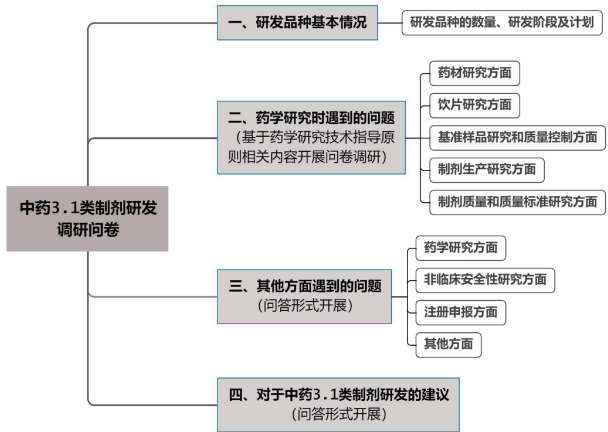 中药3.1类制剂研发
调研问卷
一、研发品种基本情况
研发品种的数量、研发阶段及计划
二、药学研究时遇到的问题
（基于药学研究技术指导原
则相关内容开展问卷调研）
药材研究方面
饮片研究方面
基准样品研究和质量控制方面
制剂生产研究方面
制剂质量和质量标准研究方面
三、其他方面遇到的问题
（问答形式开展）
药学研究方面
非临床安全性研究方面
注册申报方面
其他方面
四、对于中药3.1类制剂研发的建议
（问答形式开展）